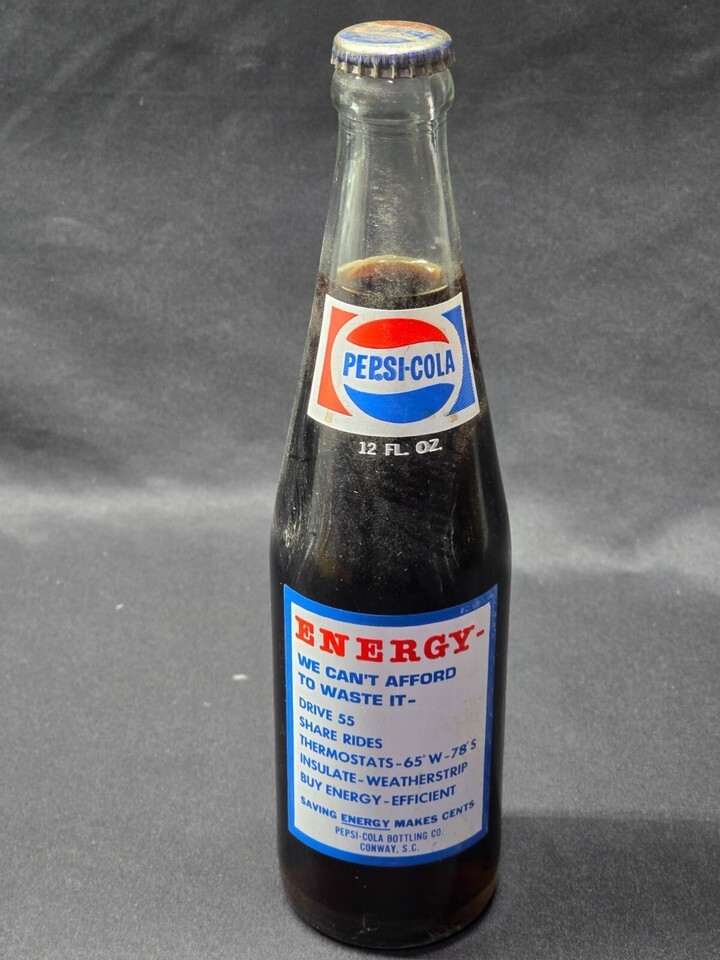 PEPSI-COLA
12 FL. OZ.
ENERGY-
WE CAN'T AFFORD
TO WASTE IT-
DRIVE 55
SHARE RIDES
THERMOSTATS-65°W-78°S
INSULATE-WEATHERSTRIP
BUY ENERGY-EFFICIENT
SAVING ENERGY MAKES CENTS
PEPSI-COLA BOTTLING CO.
CONWAY, S.C.